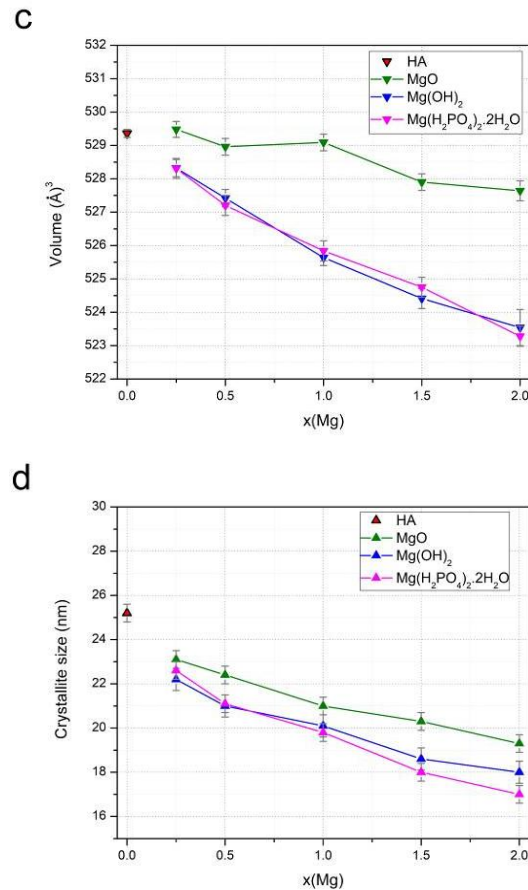 c
532
531
530
529
528
527
526
525
524
523
522
Volume (Å)³
HA
MgO
Mg(OH)₂
Mg(H₂PO₄)₂.2H₂O
0.0 0.5 1.0 1.5 2.0
x(Mg)
d
30
28
26
24
22
20
18
16
Crystallite size (nm)
HA
MgO
Mg(OH)₂
Mg(H₂PO₄)₂.2H₂O
0.0 0.5 1.0 1.5 2.0
x(Mg)